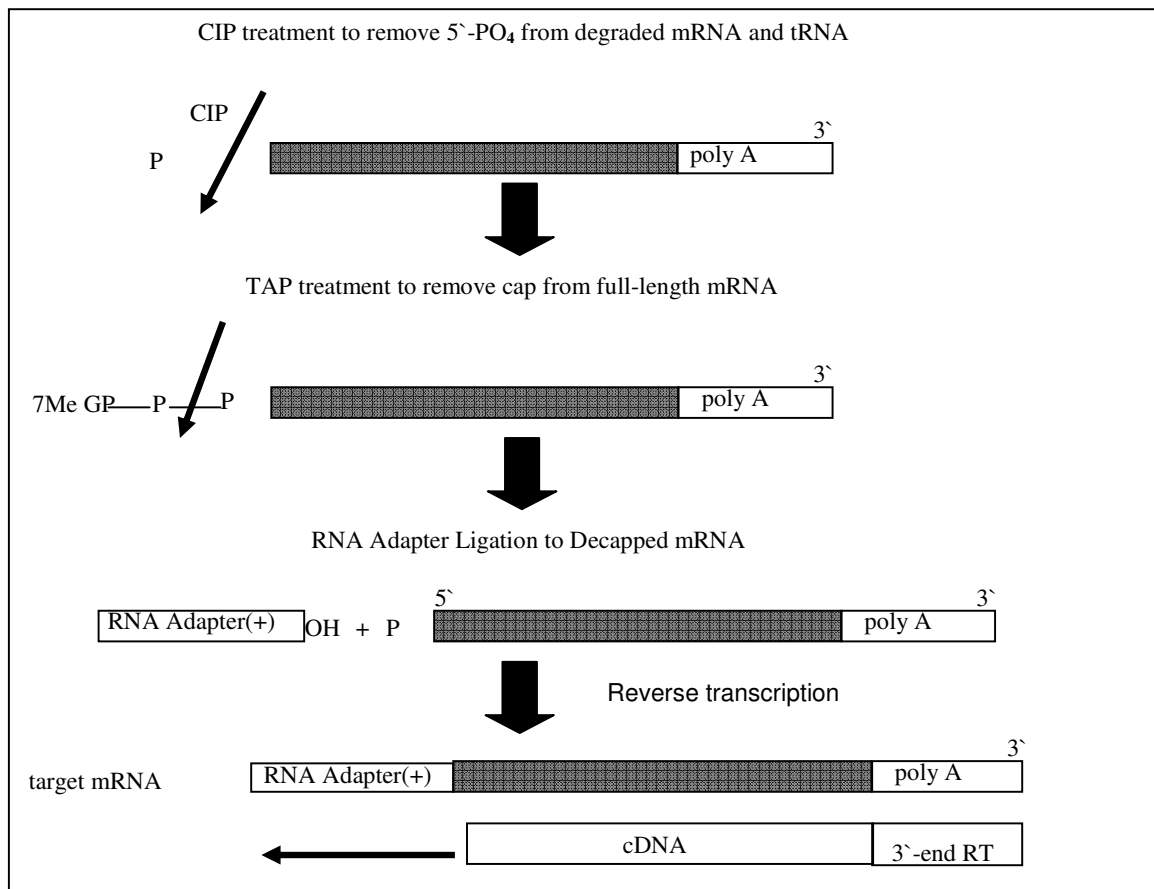 CIP treatment to remove 5`-PO4 from degraded mRNA and tRNA
CIP
3`
P
poly A
TAP treatment to remove cap from full-length mRNA
3`
7Me GP P P
poly A
RNA Adapter Ligation to Decapped mRNA
5` 3`
RNA Adapter(+) OH + P poly A
Reverse transcription
3`
target mRNA RNA Adapter(+) poly A
cDNA 3`-end RT